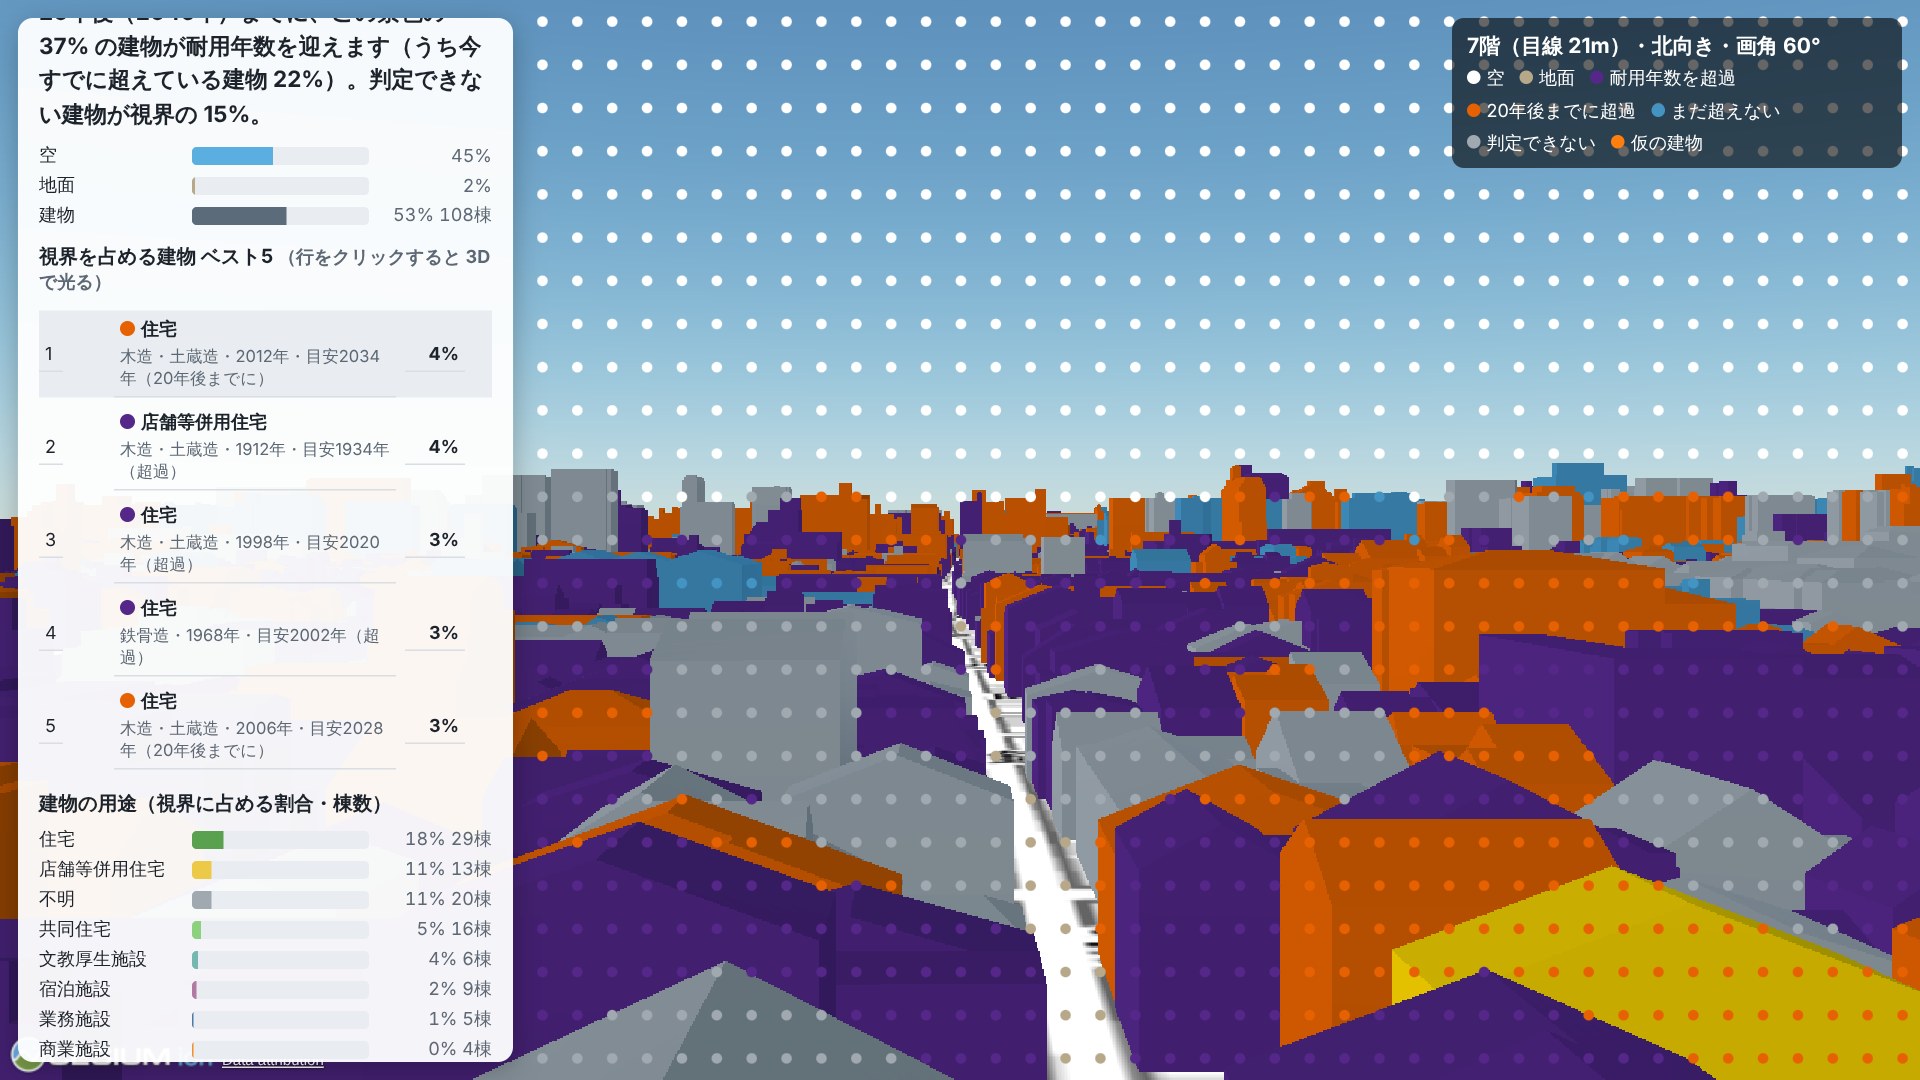 37% の建物が耐用年数を迎えます（うち今
すでに超えている建物 22%）。判定できな
い建物が視界の 15%。
空 45%
地面 2%
建物 53% 108棟
視界を占める建物 ベスト5 （行をクリックすると 3D
で光る）
1 住宅 4%
木造・土蔵造・2012年・目安2034
年（20年後までに）
2 店舗等併用住宅 4%
木造・土蔵造・1912年・目安1934年
（超過）
3 住宅 3%
木造・土蔵造・1998年・目安2020
年（超過）
4 住宅 3%
鉄骨造・1968年・目安2002年（超
過）
5 住宅 3%
木造・土蔵造・2006年・目安2028
年（20年後までに）
建物の用途（視界に占める割合・棟数）
住宅 18% 29棟
店舗等併用住宅 11% 13棟
不明 11% 20棟
共同住宅 5% 16棟
文教厚生施設 4% 6棟
宿泊施設 2% 9棟
業務施設 1% 5棟
商業施設 0% 4棟
Data attribution
7階（目線 21m）・北向き・画角 60°
空 地面 耐用年数を超過
20年後までに超過 まだ超えない
判定できない 仮の建物